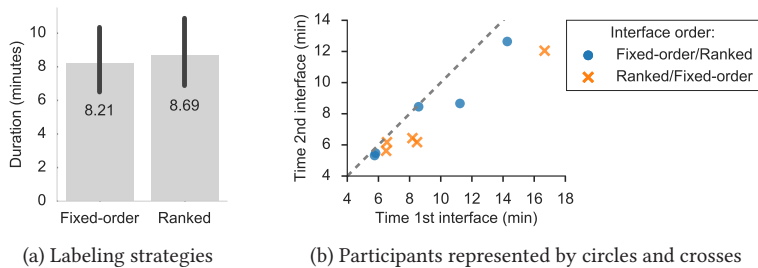 Duration (minutes)
10
8
6
4
2
0
8.21
8.69
Fixed-order
Ranked
(a) Labeling strategies
Time 2nd interface (min)
14
12
10
8
6
4
4 6 8 10 12 14 16 18
Time 1st interface (min)
Interface order:
Fixed-order/Ranked
Ranked/Fixed-order
(b) Participants represented by circles and crosses